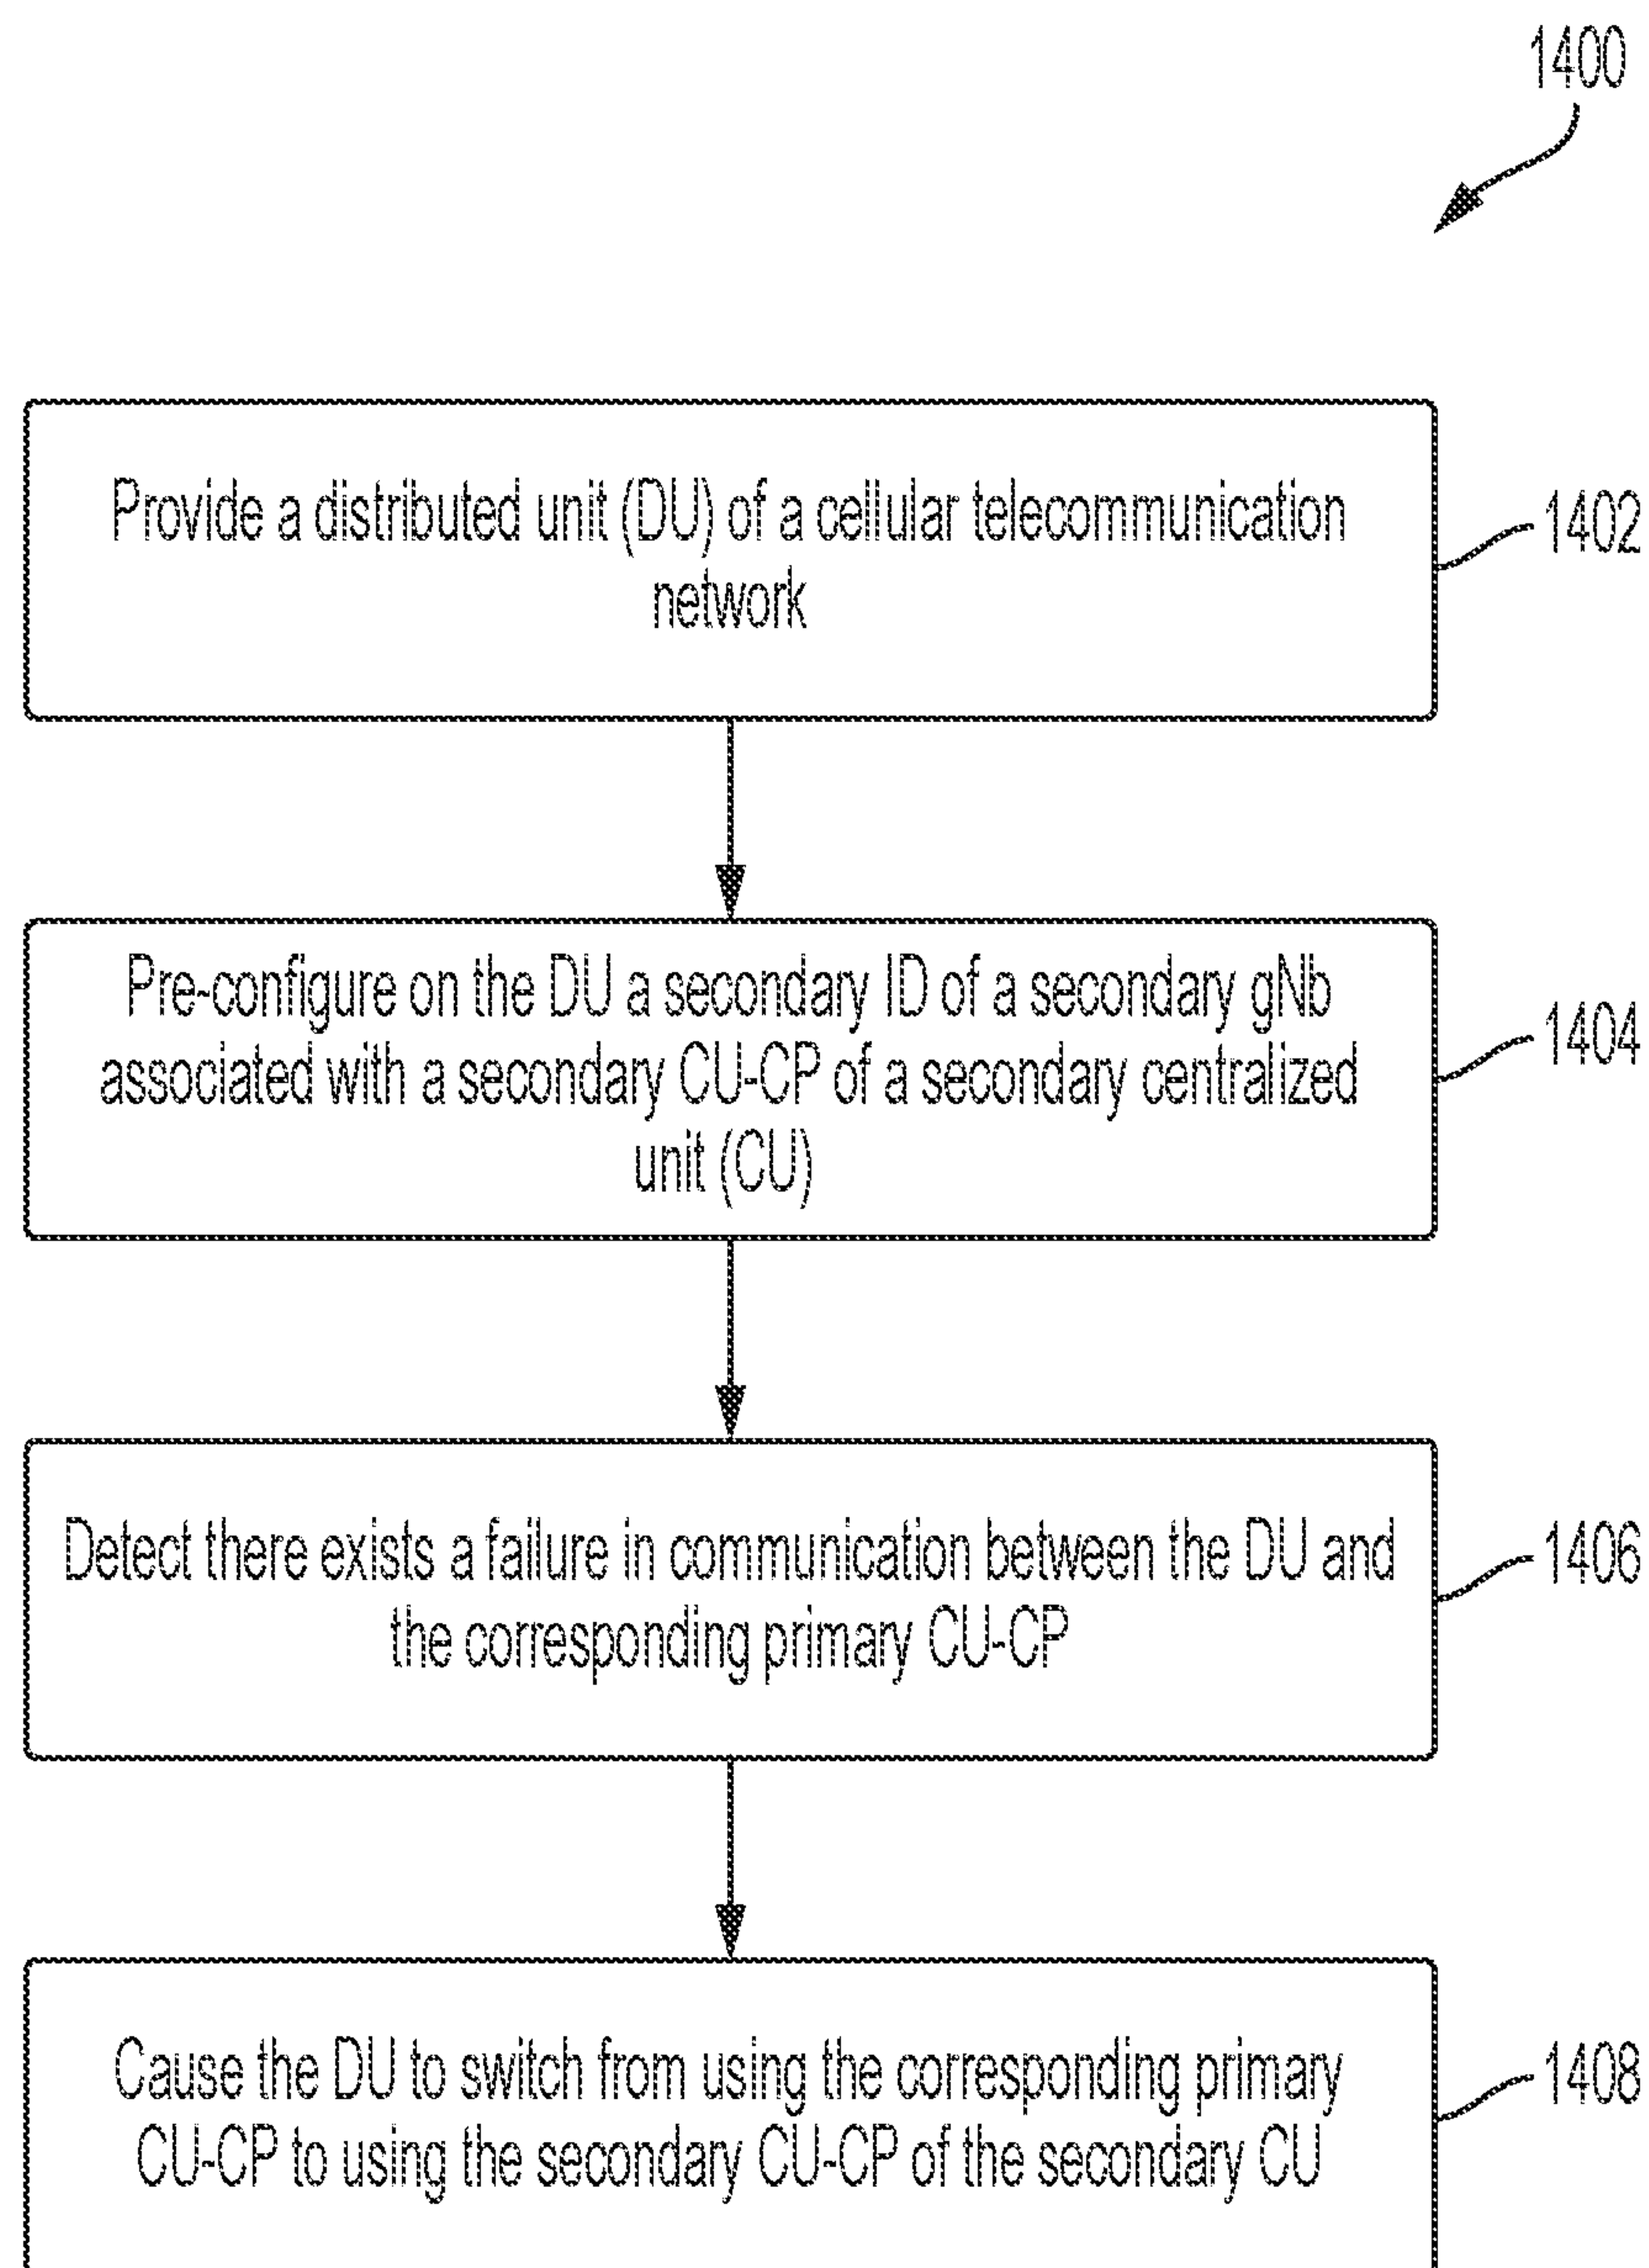 1400
Provide a distributed unit (DU) of a cellular telecommunication
network
1402
Pre-configure on the DU a secondary ID of a secondary gNb
associated with a secondary CU-CP of a secondary centralized
unit (CU)
1404
Detect there exists a failure in communication between the DU and
the corresponding primary CU-CP
1406
Cause the DU to switch from using the corresponding primary
CU-CP to using the secondary CU-CP of the secondary CU
1408